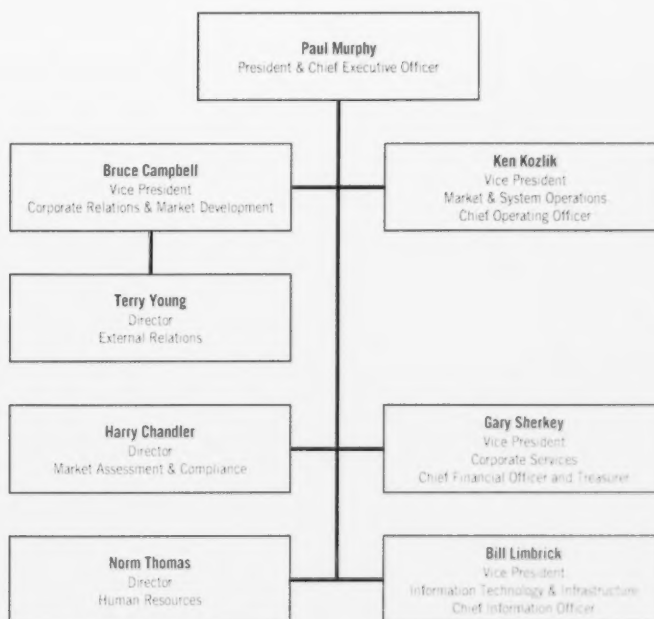 Paul Murphy
President & Chief Executive Officer
Bruce Campbell
Vice President
Corporate Relations & Market Development
Ken Kozlik
Vice President
Market & System Operations
Chief Operating Officer
Terry Young
Director
External Relations
Harry Chandler
Director
Market Assessment & Compliance
Gary Sherkey
Vice President
Corporate Services
Chief Financial Officer and Treasurer
Norm Thomas
Director
Human Resources
Bill Limbrick
Vice President
Information Technology & Infrastructure
Chief Information Officer